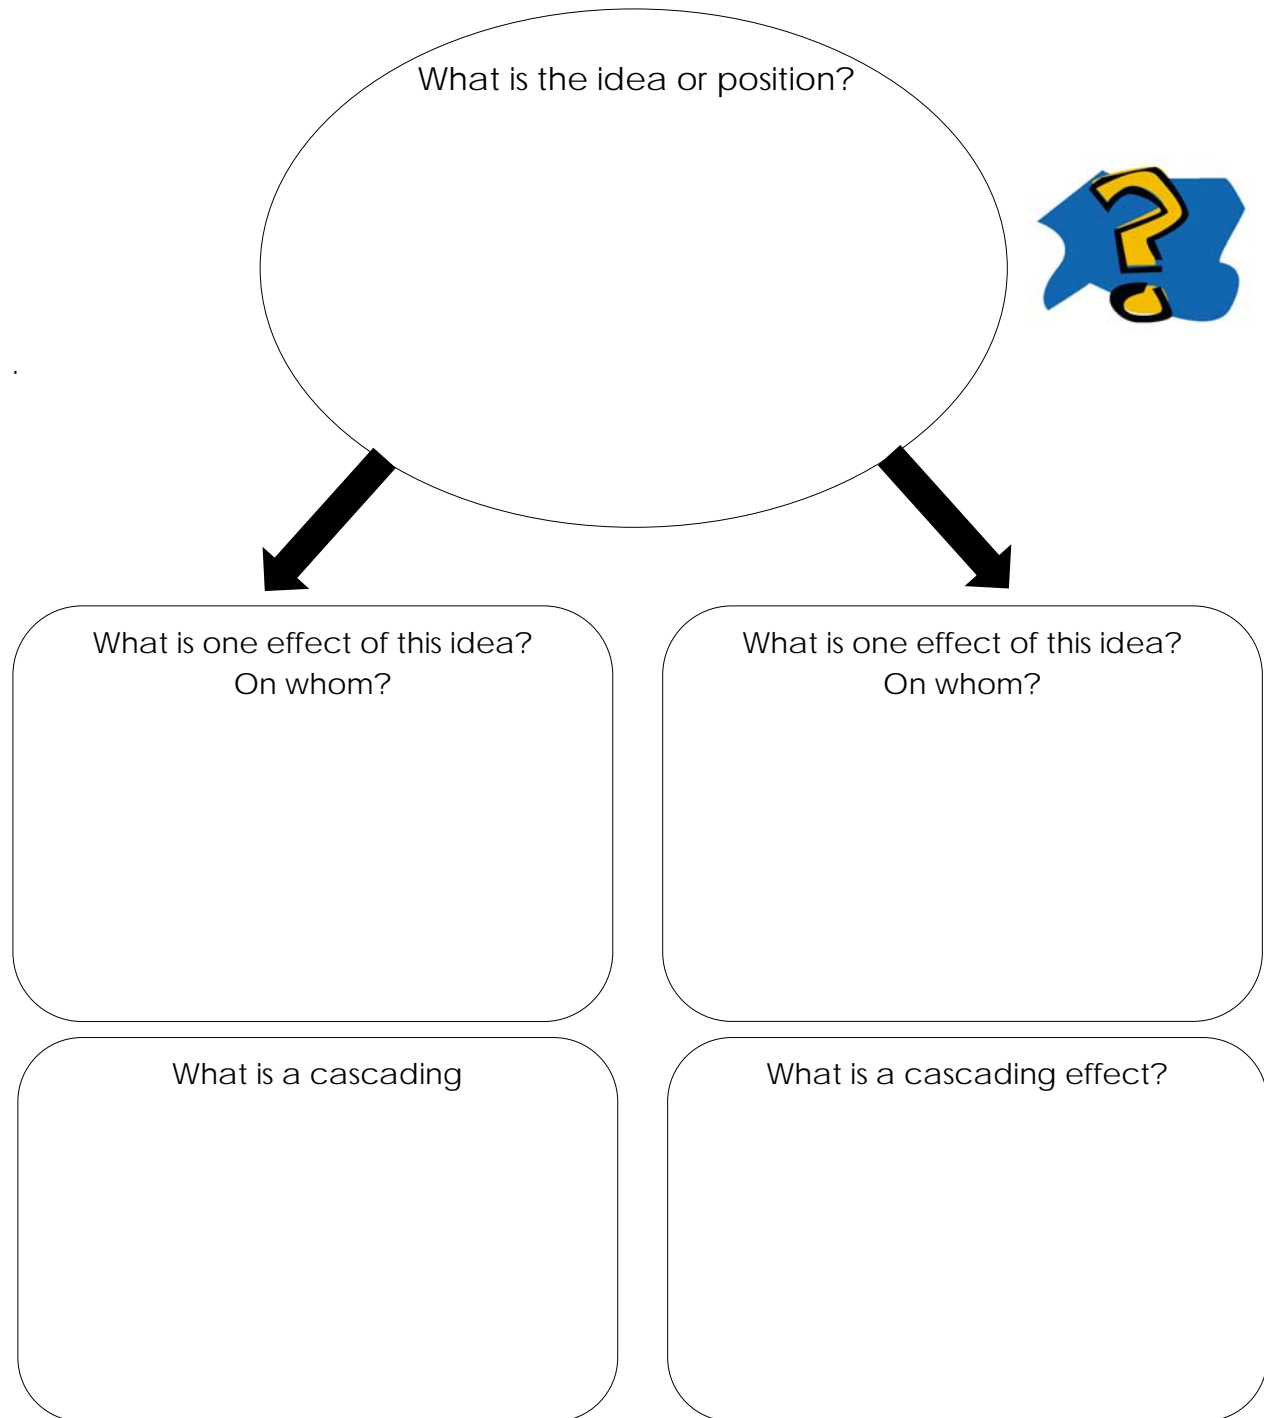 What is the idea or position?
?
.
What is one effect of this idea?
On whom?
What is one effect of this idea?
On whom?
What is a cascading
What is a cascading effect?